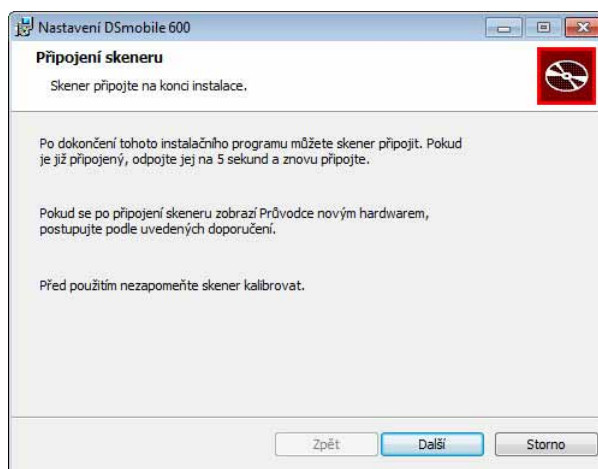 Nastavení DSmobile 600
Připojení skeneru
Skener připojte na konci instalace.
Po dokončení tohoto instalačního programu můžete skener připojit. Pokud
je již připojený, odpojte jej na 5 sekund a znovu připojte.
Pokud se po připojení skeneru zobrazí Průvodce novým hardwarem,
postupujte podle uvedených doporučení.
Před použitím nezapomeňte skener kalibrovat.
Zpět
Další
Storno